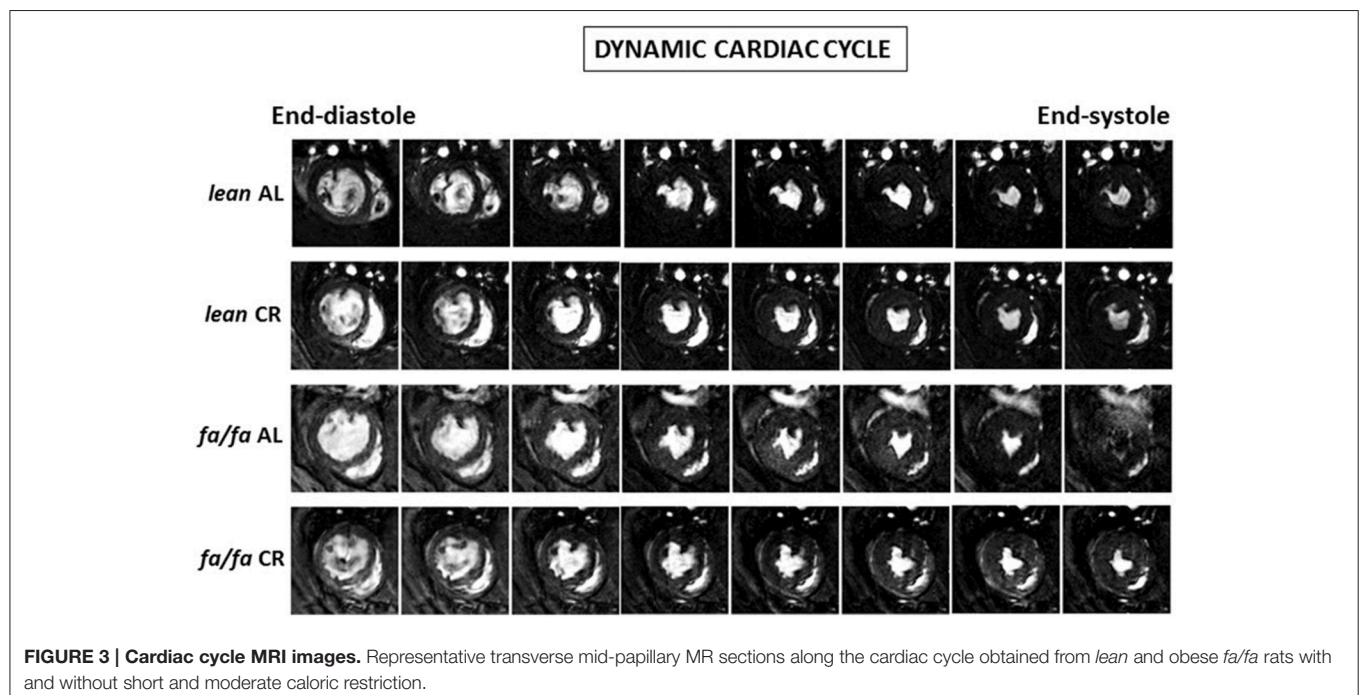 DYNAMIC CARDIAC CYCLE
End-diastole End-systole
lean AL
lean CR
fa/fa AL
fa/fa CR
FIGURE 3 | Cardiac cycle MRI images. Representative transverse mid-papillary MR sections along the cardiac cycle obtained from lean and obese fa/fa rats with
and without short and moderate caloric restriction.